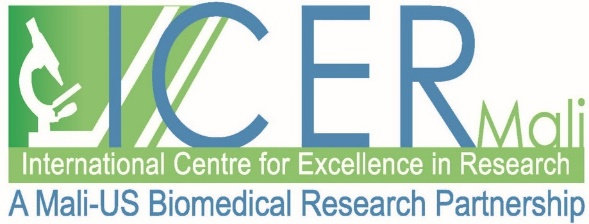 ICER Mali
International Centre for Excellence in Research
A Mali-US Biomedical Research Partnership